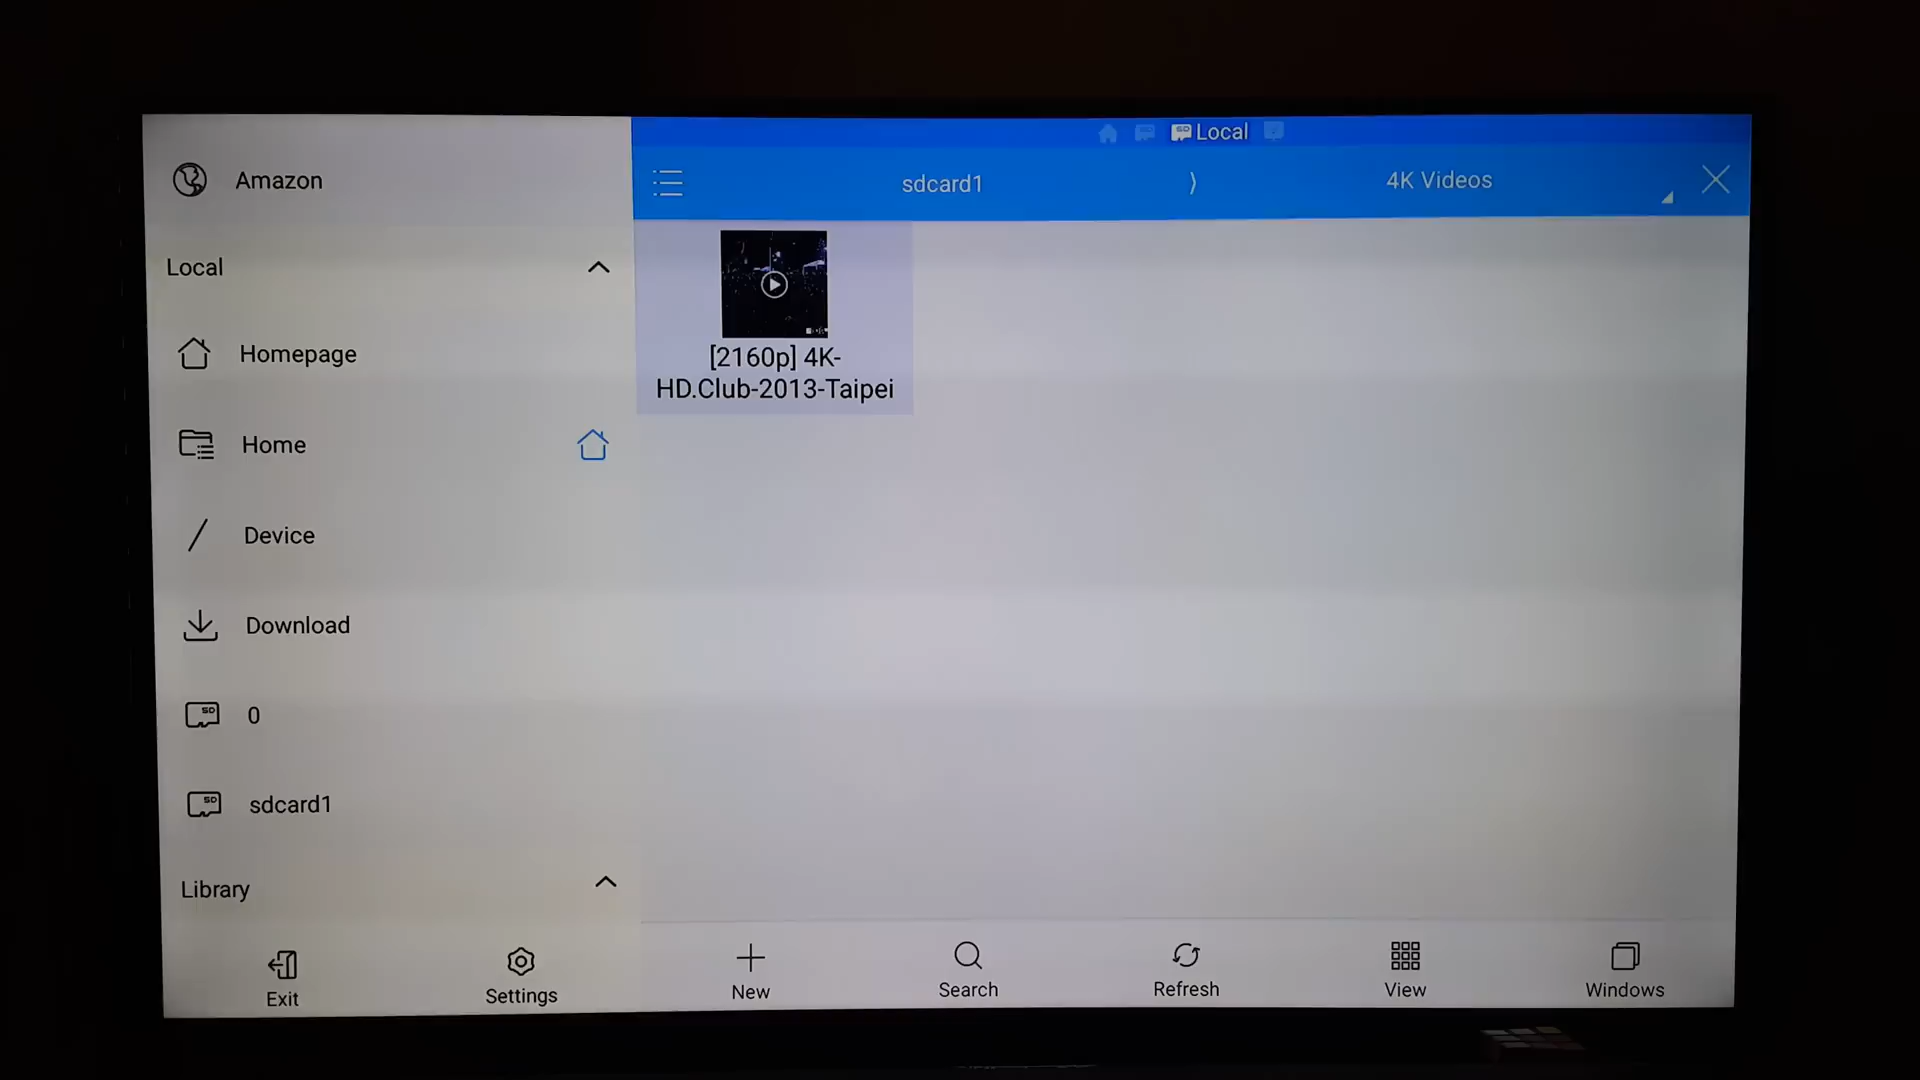 Amazon
Local
Homepage
Home
Device
Download
0
sdcard1
Library
Exit
Settings
Local
sdcard1
4K Videos
[2160p] 4K-
HD.Club-2013-Taipei
New
Search
Refresh
View
Windows